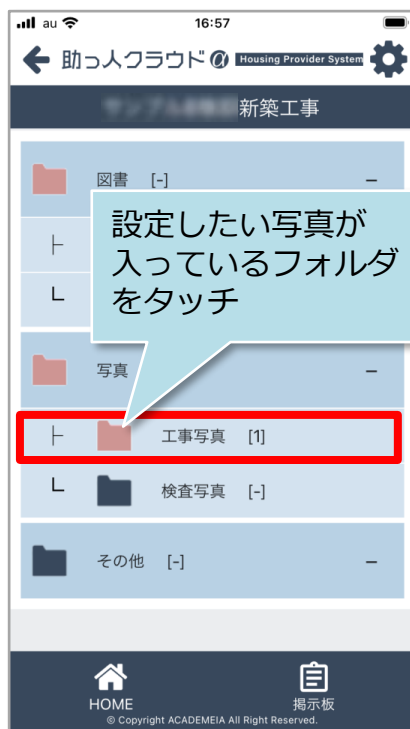 au 16:57
助っ人クラウド@ Housing Provider System
新築工事
図書 [-] −
設定したい写真が
入っているフォルダ
をタッチ
写真 −
├ 工事写真 [1]
└ 検査写真 [-]
その他 [-] −
HOME 掲示板
© Copyright ACADEMEIA All Right Reserved.